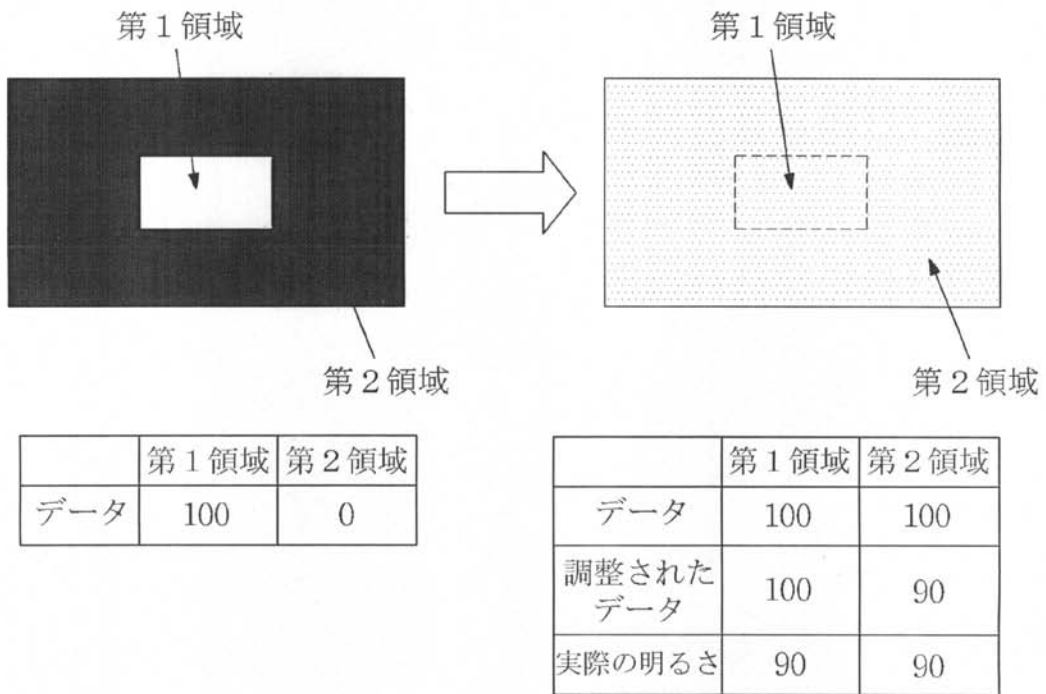 第1領域
第1領域
第2領域
第2領域
第1領域 第2領域
データ 100 0
第1領域 第2領域
データ 100 100
調整された
データ 100 90
実際の明るさ 90 90